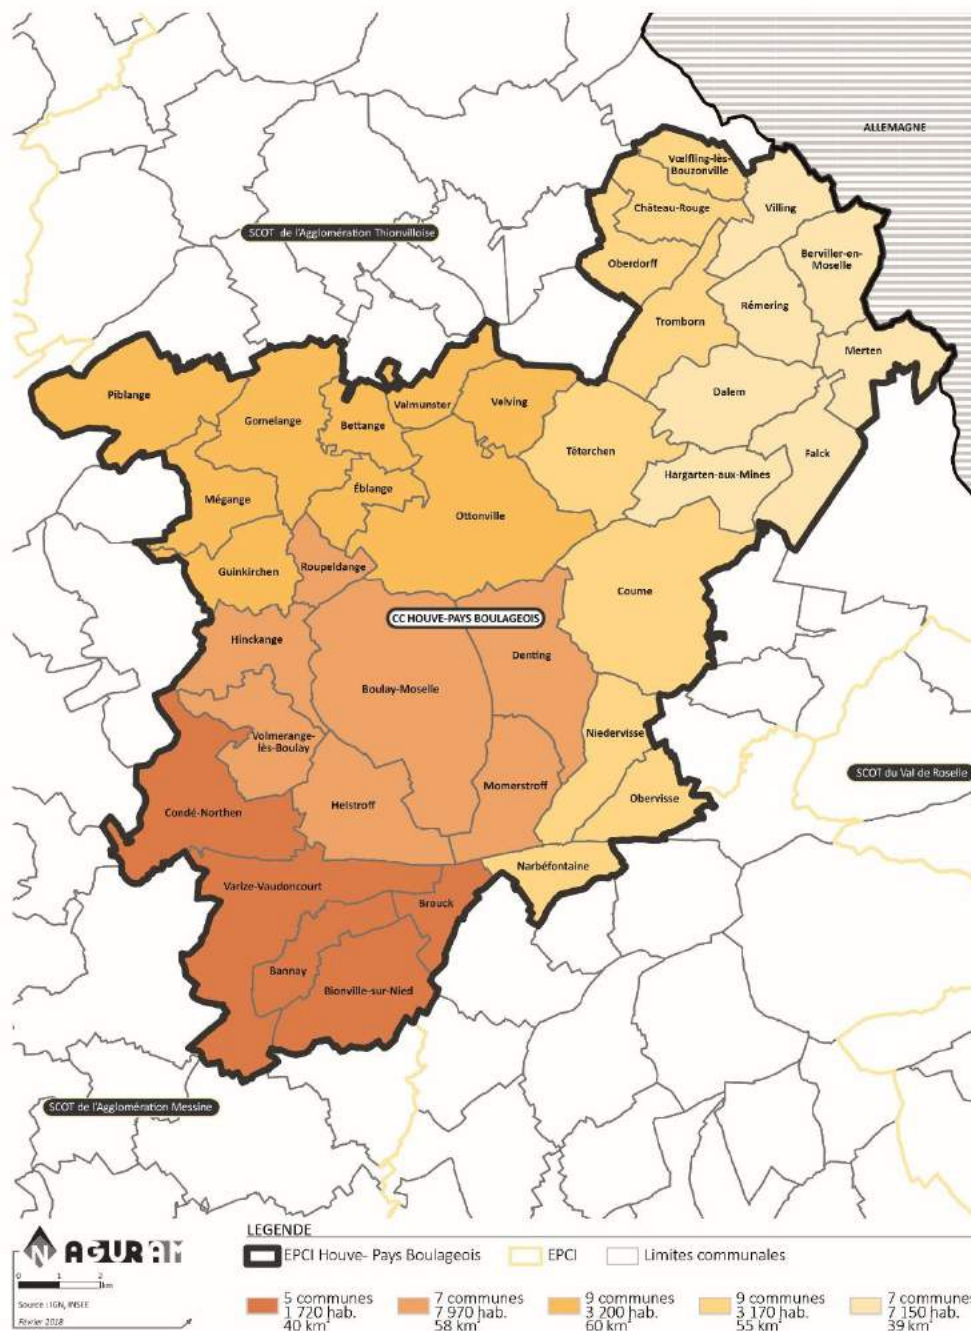 ALLEMAGNE
Vœlfling-lès-
Bouzonville
Château-Rouge
Villing
SCOT de l'Agglomération Thionvilloise
Berviller-en-
Moselle
Oberdorff
Rémering
Tromborn
Merten
Piblange
Dalem
Valmunster
Velving
Gomelange
Bettange
Téterchen
Falck
Hargarten-aux-Mines
Éblange
Mégange
Ottonville
Guinkirchen
Roupeldange
Coume
CC HOUVE-PAYS BOULAGEOIS
Hinckange
Denting
Boulay-Moselle
Niedervisse
Volmerange-
lès-Boulay
SCOT du Val de Roselle
Momerstroff
Obervisse
Helstroff
Condé-Northen
Narbéfontaine
Varize-Vaudoncourt
Brouck
Bannay
Bionville-sur-Nied
SCOT de l'Agglomération Messine
LEGENDE
N AGURAM
EPCI Houve- Pays Boulageois
EPCI
Limites communales
0 1 2
km
Source : IGN, INSEE
Février 2018
5 communes
1 720 hab.
40 km²
7 communes
7 970 hab.
58 km²
9 communes
3 200 hab.
60 km²
9 communes
3 170 hab.
55 km²
7 communes
7 150 hab.
39 km²